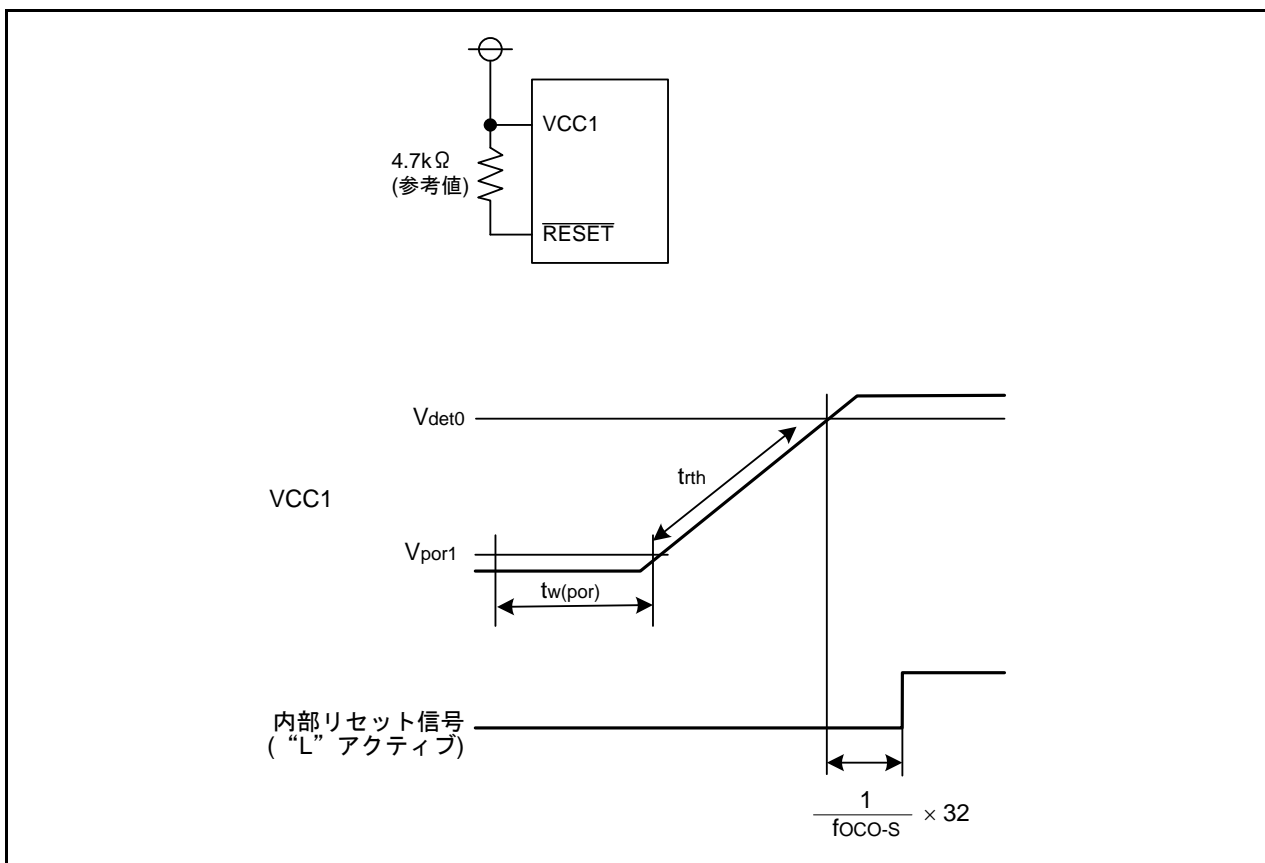 VCC1
4.7kΩ
(参考値)
RESET
Vdet0
trth
VCC1
Vpor1
tw(por)
内部リセット信号
(“L”アクティブ)
1
fOCO-S
× 32